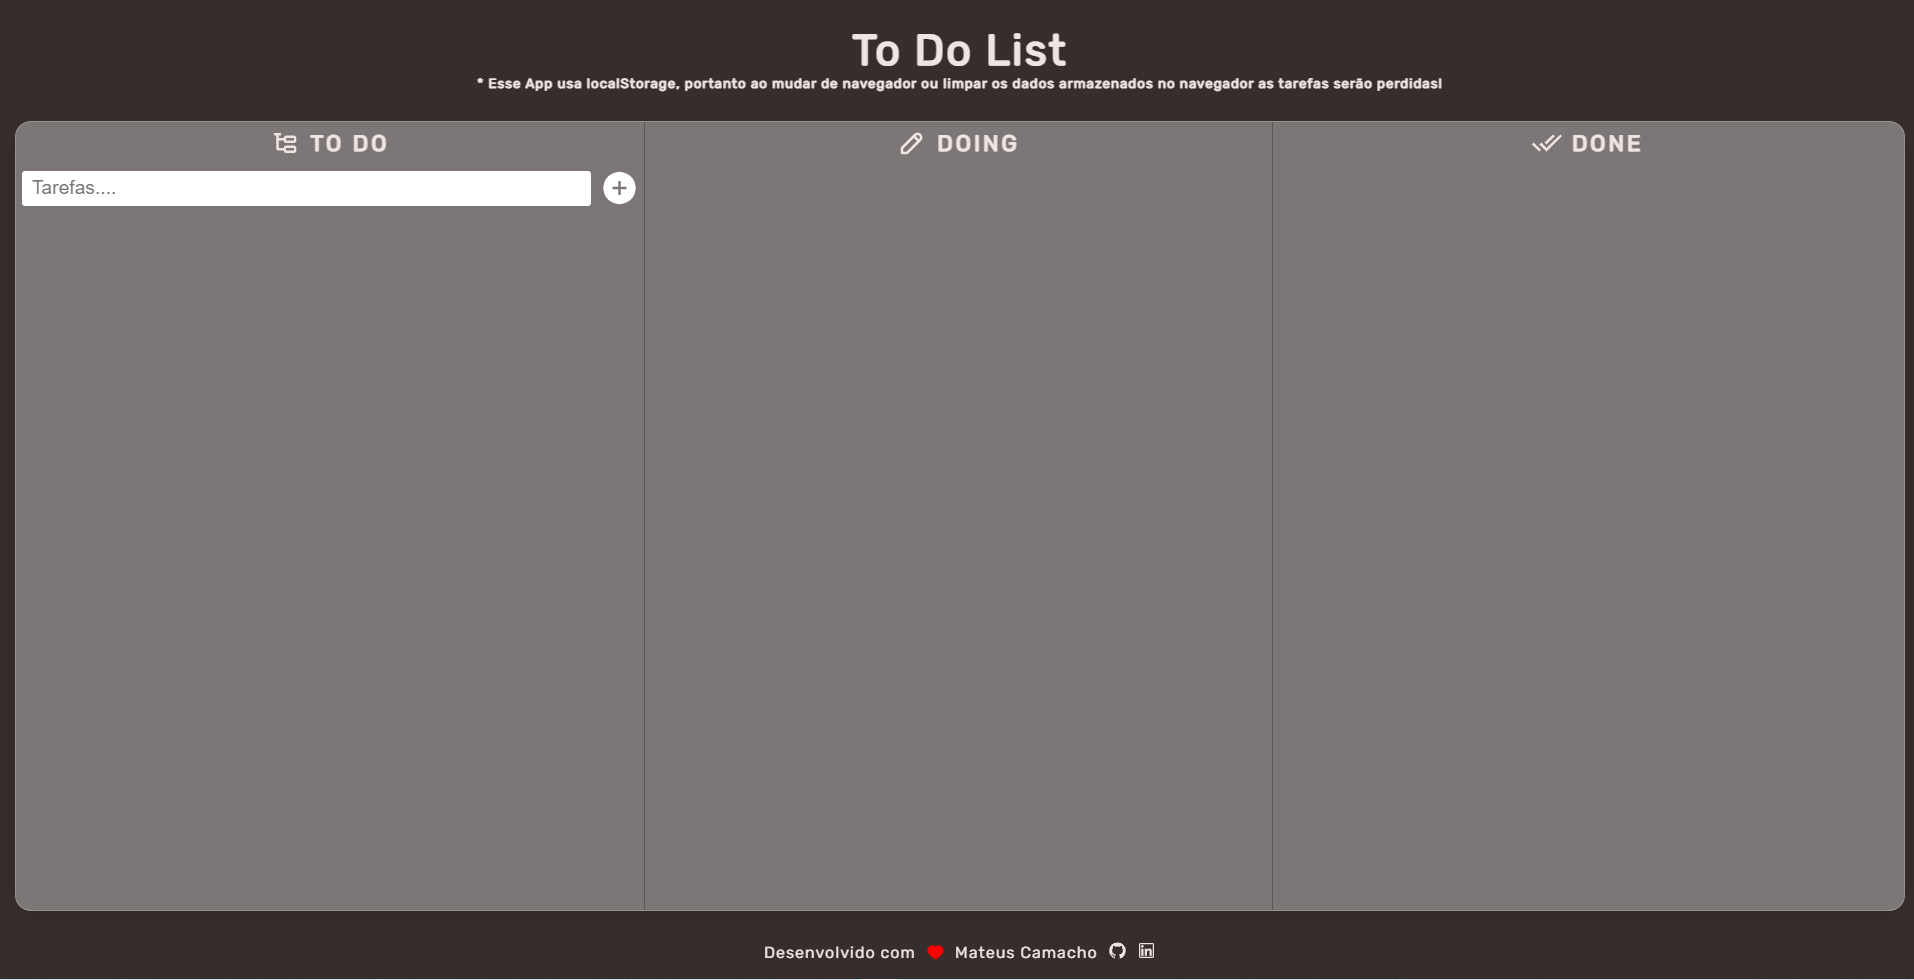 To Do List
* Esse App usa localStorage, portanto ao mudar de navegador ou limpar os dados armazenados no navegador as tarefas serão perdidas!
TO DO
DOING
DONE
Tarefas....
Desenvolvido com Mateus Camacho